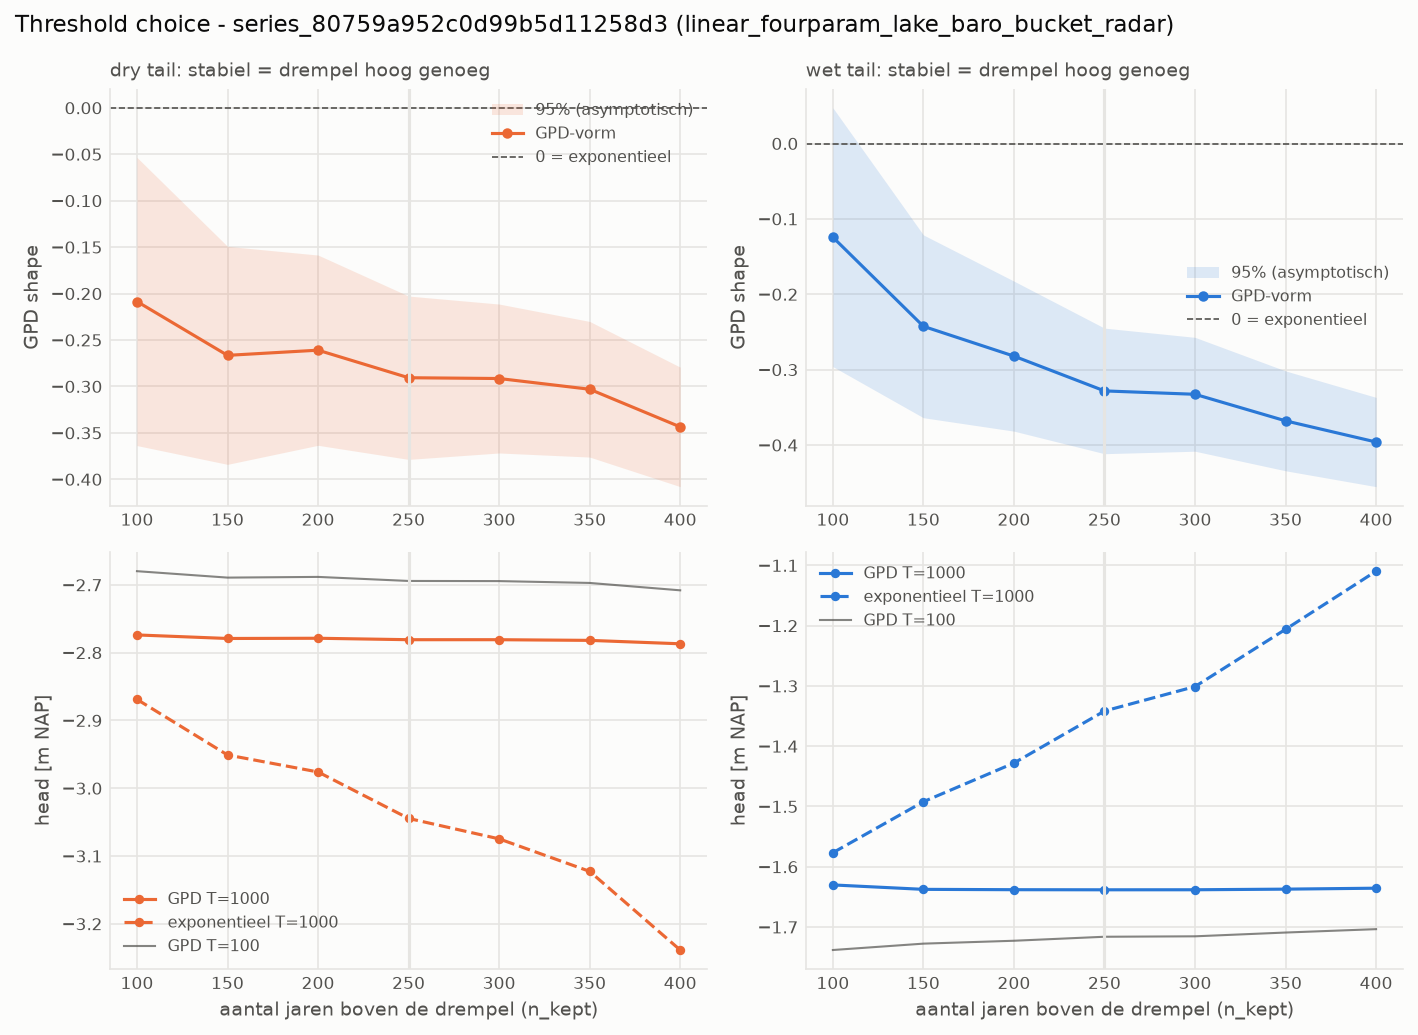 Threshold choice - series_80759a952c0d99b5d11258d3 (linear_fourparam_lake_baro_bucket_radar)
dry tail: stabiel = drempel hoog genoeg
0.00
−0.05
−0.10
−0.15
−0.20
−0.25
−0.30
−0.35
−0.40
GPD shape
95% (asymptotisch)
GPD-vorm
0 = exponentieel
100 150 200 250 300 350 400
wet tail: stabiel = drempel hoog genoeg
0.0
−0.1
−0.2
−0.3
−0.4
GPD shape
95% (asymptotisch)
GPD-vorm
0 = exponentieel
100 150 200 250 300 350 400
−2.7
−2.8
−2.9
−3.0
−3.1
−3.2
head [m NAP]
GPD T=1000
exponentieel T=1000
GPD T=100
100 150 200 250 300 350 400
aantal jaren boven de drempel (n_kept)
−1.1
−1.2
−1.3
−1.4
−1.5
−1.6
−1.7
head [m NAP]
GPD T=1000
exponentieel T=1000
GPD T=100
100 150 200 250 300 350 400
aantal jaren boven de drempel (n_kept)